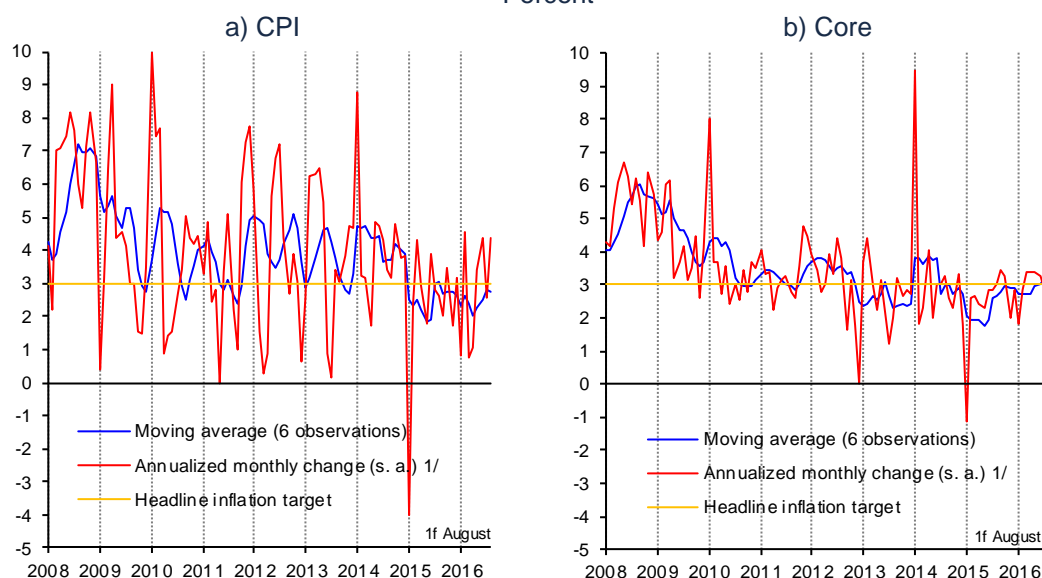 a) CPI
10
9
8
7
6
5
4
3
2
1
0
-1
-2
-3
-4
-5
Moving average (6 observations)
Annualized monthly change (s. a.) 1/
Headline inflation target
1f August
2008 2009 2010 2011 2012 2013 2014 2015 2016
b) Core
10
9
8
7
6
5
4
3
2
1
0
-1
-2
-3
-4
-5
Moving average (6 observations)
Annualized monthly change (s. a.) 1/
Headline inflation target
1f August
2008 2009 2010 2011 2012 2013 2014 2015 2016